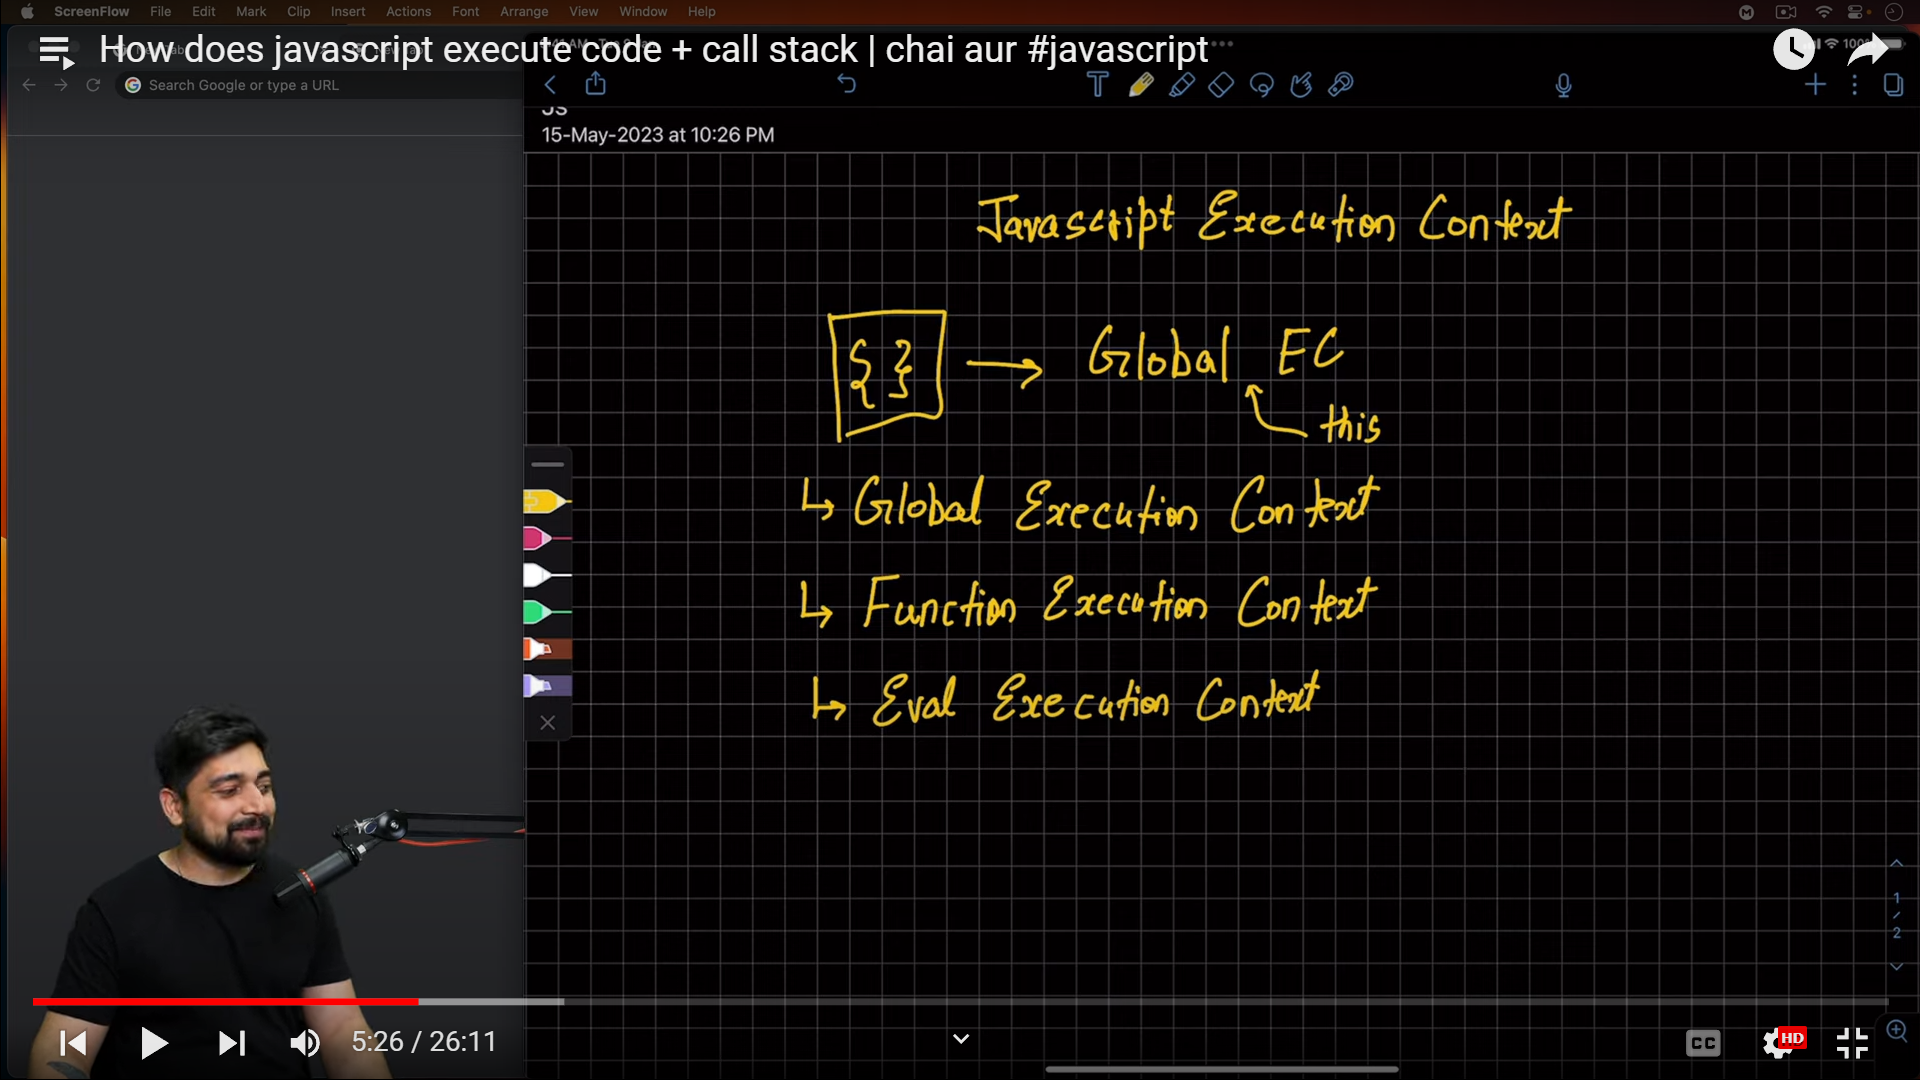 ScreenFlow File Edit Mark Clip Insert Actions Font Arrange View Window Help
How does javascript execute code + call stack | chai aur #javascript
100%
Search Google or type a URL
JS
15-May-2023 at 10:26 PM
Javascript Execution Context
{ } → Global EC
this
↳ Global Execution Context
↳ Function Execution Context
↳ Eval Execution Context
1
/
2
5:26 / 26:11
CC
HD